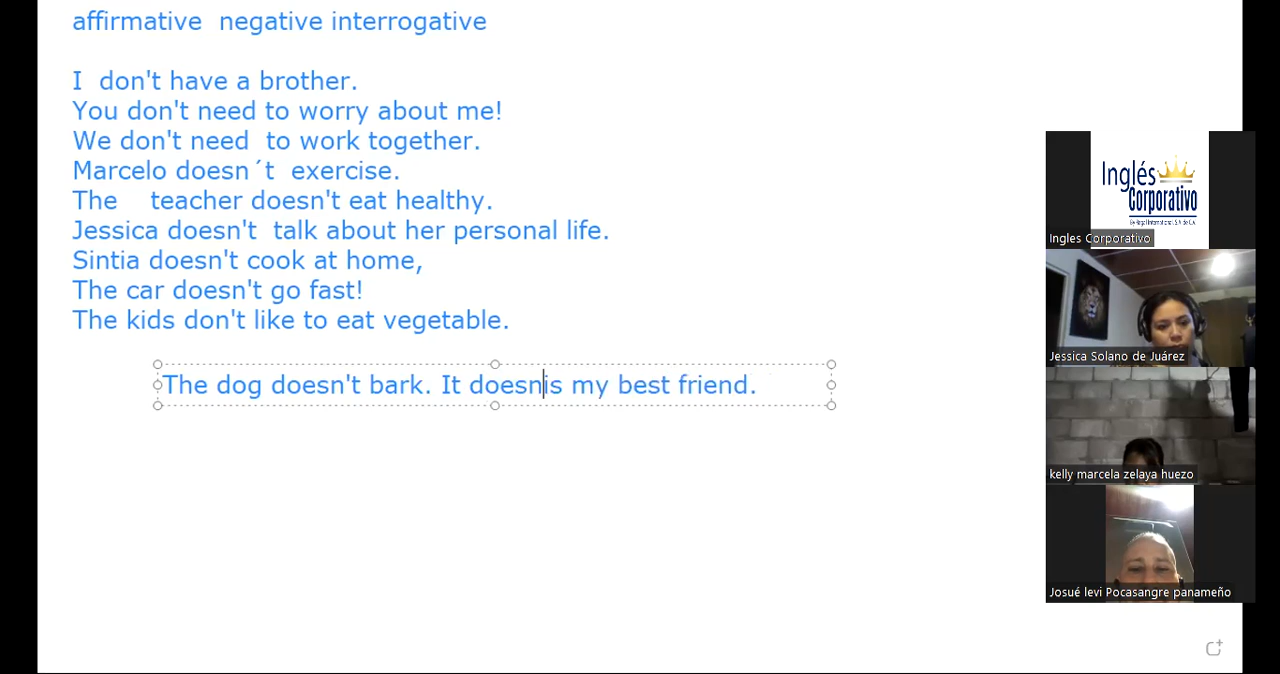 affirmative  negative interrogative
I  don't have a brother.
You don't need to worry about me!
We don't need  to work together.
Marcelo doesn´t  exercise.
The    teacher doesn't eat healthy.
Jessica doesn't  talk about her personal life.
Sintia doesn't cook at home,
The car doesn't go fast!
The kids don't like to eat vegetable.
The dog doesn't bark. It doesnis my best friend.
Inglés
Corporativo
Ingles Corporativo
Jessica Solano de Juárez
kelly marcela zelaya huezo
Josué levi Pocasangre panameño